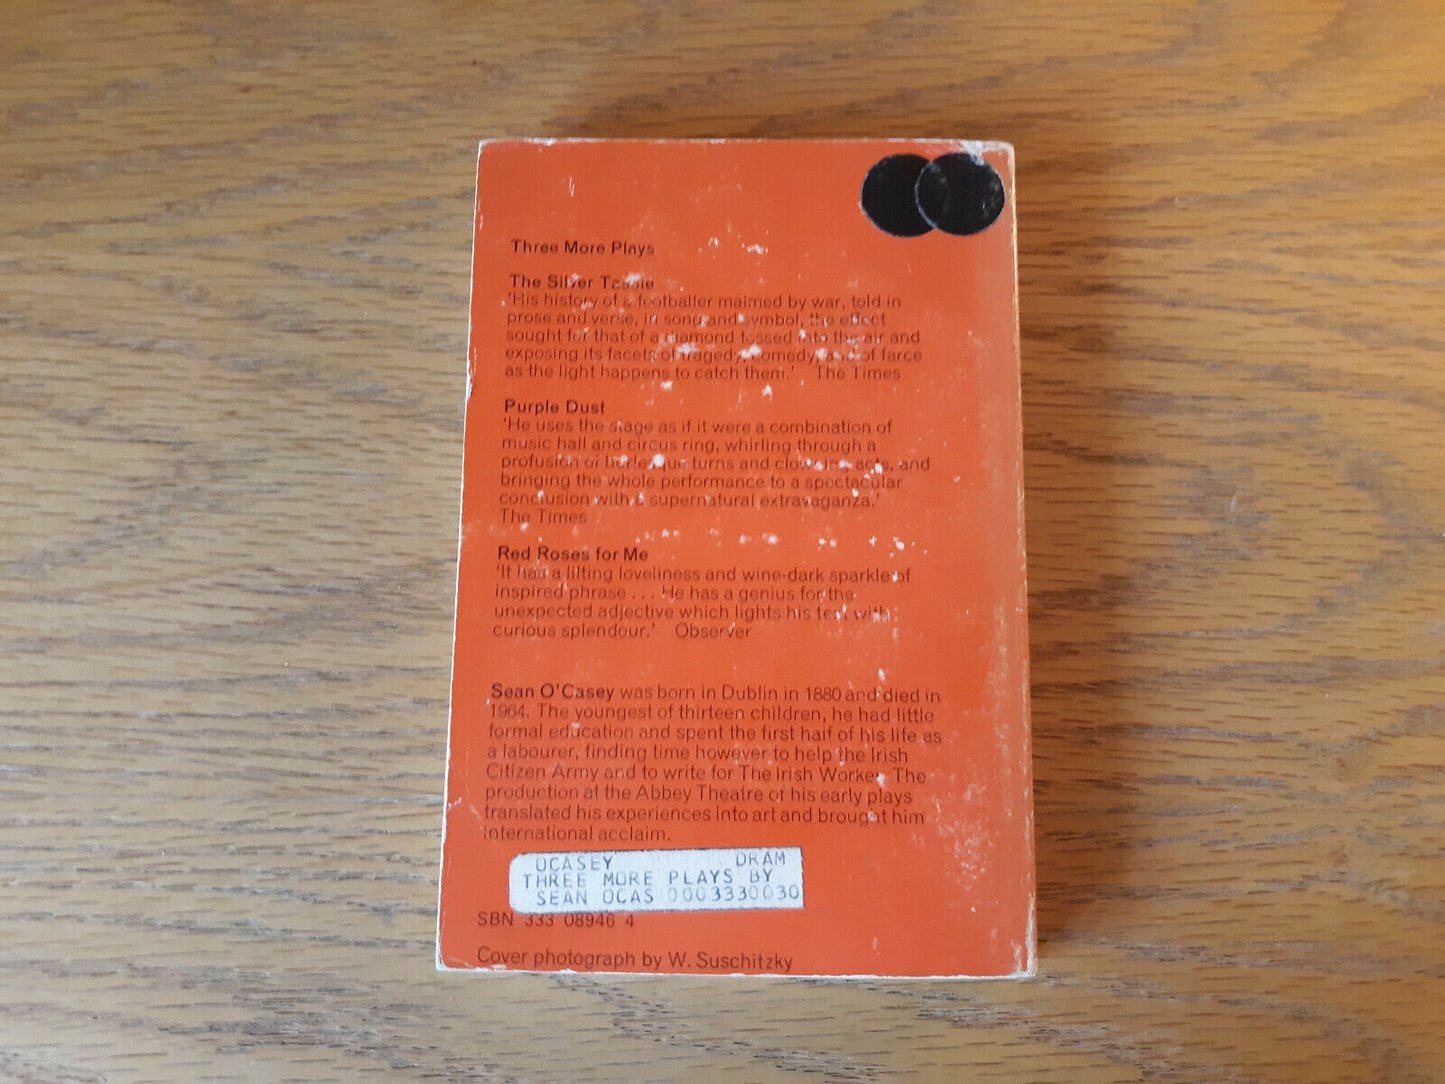 Three More Plays
The Silver Tassie
'His history of a footballer maimed by war, told in
prose and verse, in song and symbol, the effect
sought for that of a diamond tossed into the air and
exposing its facets of tragedy, comedy, and of farce
as the light happens to catch them.' The Times
Purple Dust
'He uses the stage as if it were a combination of
music hall and circus ring, whirling through a
profusion of burlesque turns and clowning acts, and
bringing the whole performance to a spectacular
conclusion with a supernatural extravaganza.'
The Times
Red Roses for Me
'It had a lilting loveliness and wine-dark sparkle of
inspired phrase . . . He has a genius for the
unexpected adjective which lights his text with
curious splendour.' Observer
Sean O'Casey was born in Dublin in 1880 and died in
1964. The youngest of thirteen children, he had little
formal education and spent the first half of his life as
a labourer, finding time however to help the Irish
Citizen Army and to write for The Irish Worker. The
production at the Abbey Theatre of his early plays
translated his experiences into art and brought him
international acclaim.
OCASEY DRAM
THREE MORE PLAYS BY
SEAN OCAS 0003330030
SBN 333 08946 4
Cover photograph by W. Suschitzky